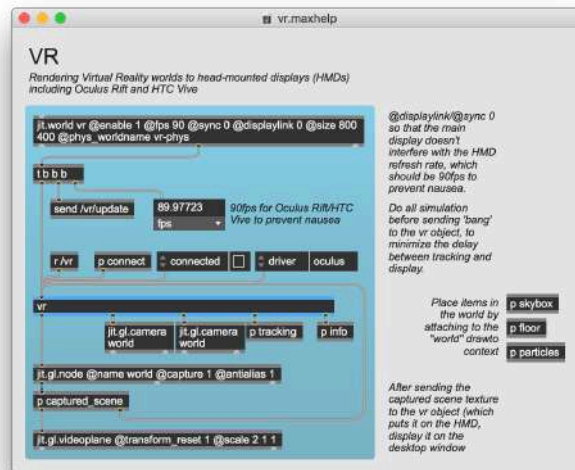 vr.maxhelp
VR
Rendering Virtual Reality worlds to head-mounted displays (HMDs)
including Oculus Rift and HTC Vive
jit.world vr @enable 1 @fps 90 @sync 0 @displaylink 0 @size 800
400 @phys_worldname vr-phys
t b b b
send /vr/update
89.97723
fps
90fps for Oculus Rift/HTC
Vive to prevent nausea
r /vr
p connect
connected
driver
oculus
vr
jit.gl.camera
world
jit.gl.camera
world
p tracking
p info
jit.gl.node @name world @capture 1 @antialias 1
p captured_scene
jit.gl.videoplane @transform_reset 1 @scale 2 1 1
@displaylink/@sync 0
so that the main
display doesn't
interfere with the HMD
refresh rate, which
should be 90fps to
prevent nausea.
Do all simulation
before sending 'bang'
to the vr object, to
minimize the delay
between tracking and
display.
Place items in
the world by
attaching to the
"world" drawto
context
p skybox
p floor
p particles
After sending the
captured scene texture
to the vr object (which
puts it on the HMD,
display it on the
desktop window